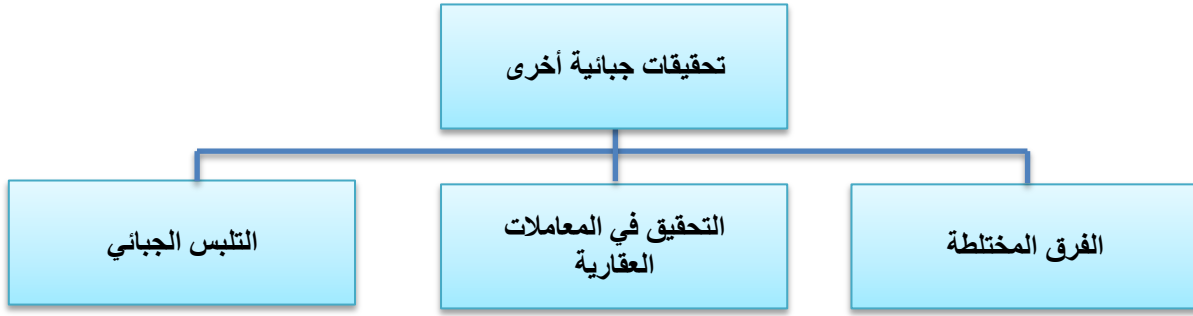 تحقيقات جبائية أخرى
الفرق المختلطة
التحقيق في المعاملات
العقارية
التلبس الجبائي